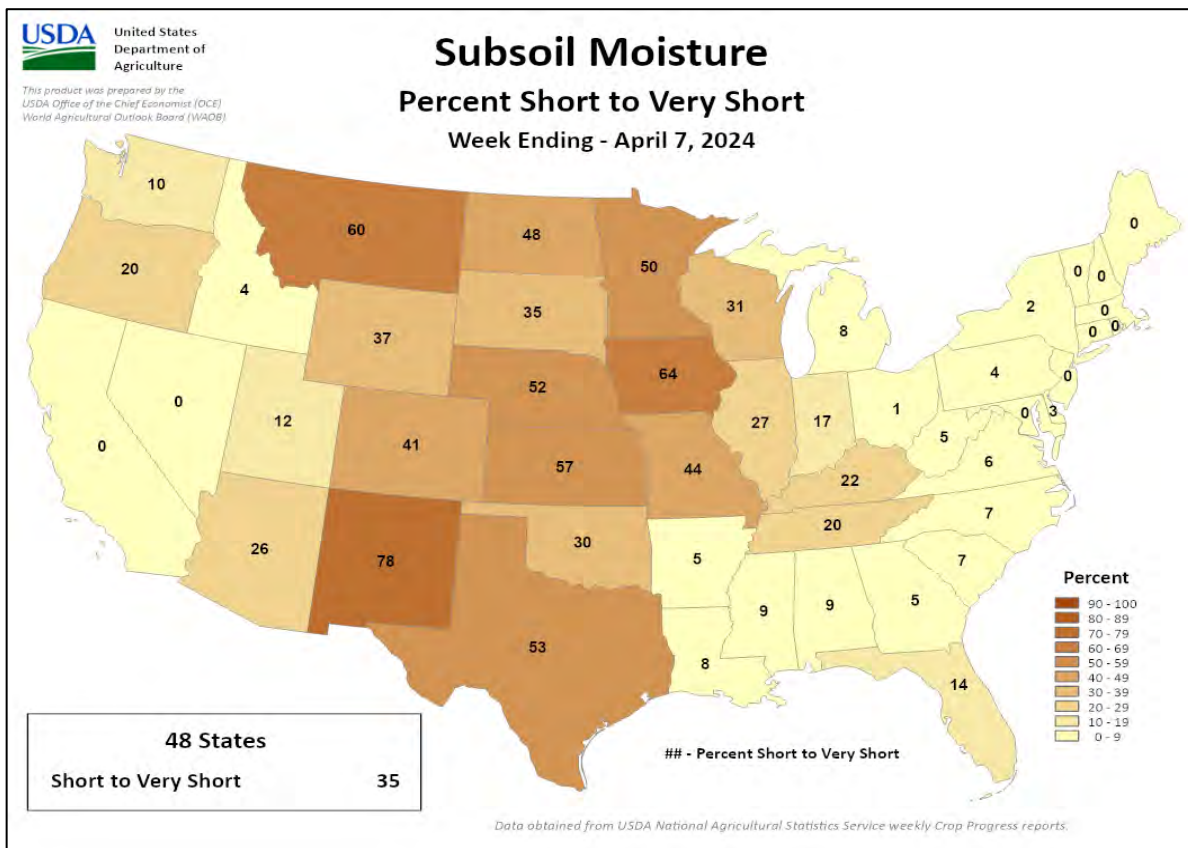 USDA
United States
Department of
Agriculture
This product was prepared by the
USDA Office of the Chief Economist (OCE)
World Agricultural Outlook Board (WAOB)
Subsoil Moisture
Percent Short to Very Short
Week Ending - April 7, 2024
10
60
48
50
0
0
0
20
4
35
31
2
0
0
0
8
37
64
4
0
52
0
12
27
17
1
0
3
41
5
0
57
44
6
22
7
20
26
78
30
5
7
9
9
5
53
8
14
Percent
90 - 100
80 - 89
70 - 79
60 - 69
50 - 59
40 - 49
30 - 39
20 - 29
10 - 19
0 - 9
48 States
Short to Very Short 35
## - Percent Short to Very Short
Data obtained from USDA National Agricultural Statistics Service weekly Crop Progress reports.